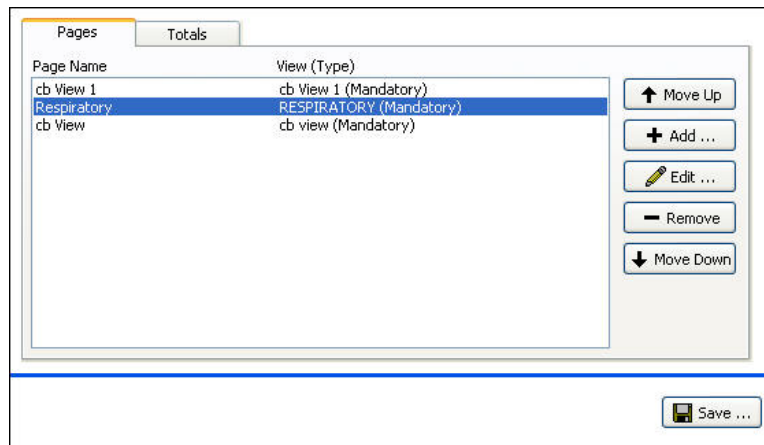 Pages Totals
Page Name View (Type)
cb View 1 cb View 1 (Mandatory)
Respiratory RESPIRATORY (Mandatory)
cb View cb view (Mandatory)
Move Up
Add ...
Edit ...
Remove
Move Down
Save ...